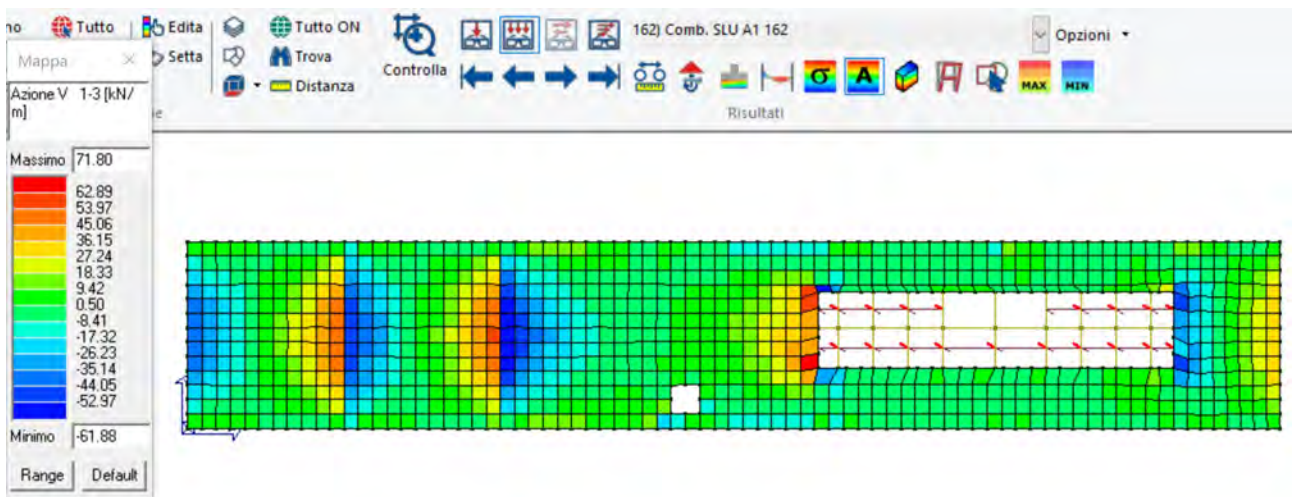 no Tutto Edita Tutto ON 162) Comb. SLU A1 162 Opzioni
Mappa Setta Trova Controlla
Distanza MAX MIN
Azione V 1-3 [kN/
m]
e Risultati
Massimo 71.80
62.89
53.97
45.06
36.15
27.24
18.33
9.42
0.50
-8.41
-17.32
-26.23
-35.14
-44.05
-52.97
Minimo -61.88
Range Default
σ A